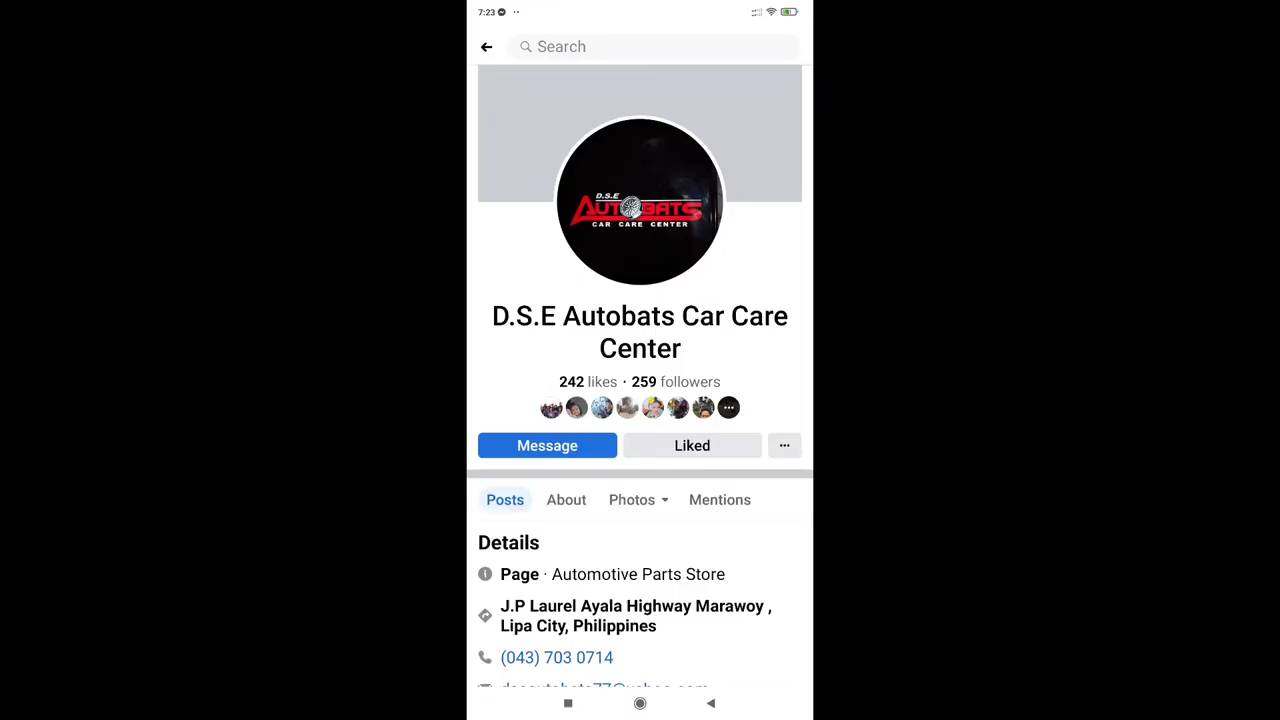 7:23
Search
D.S.E
AUTOBATS
CAR CARE CENTER
D.S.E Autobats Car Care
Center
242 likes · 259 followers
Message
Liked
Posts
About
Photos
Mentions
Details
Page · Automotive Parts Store
J.P Laurel Ayala Highway Marawoy ,
Lipa City, Philippines
(043) 703 0714